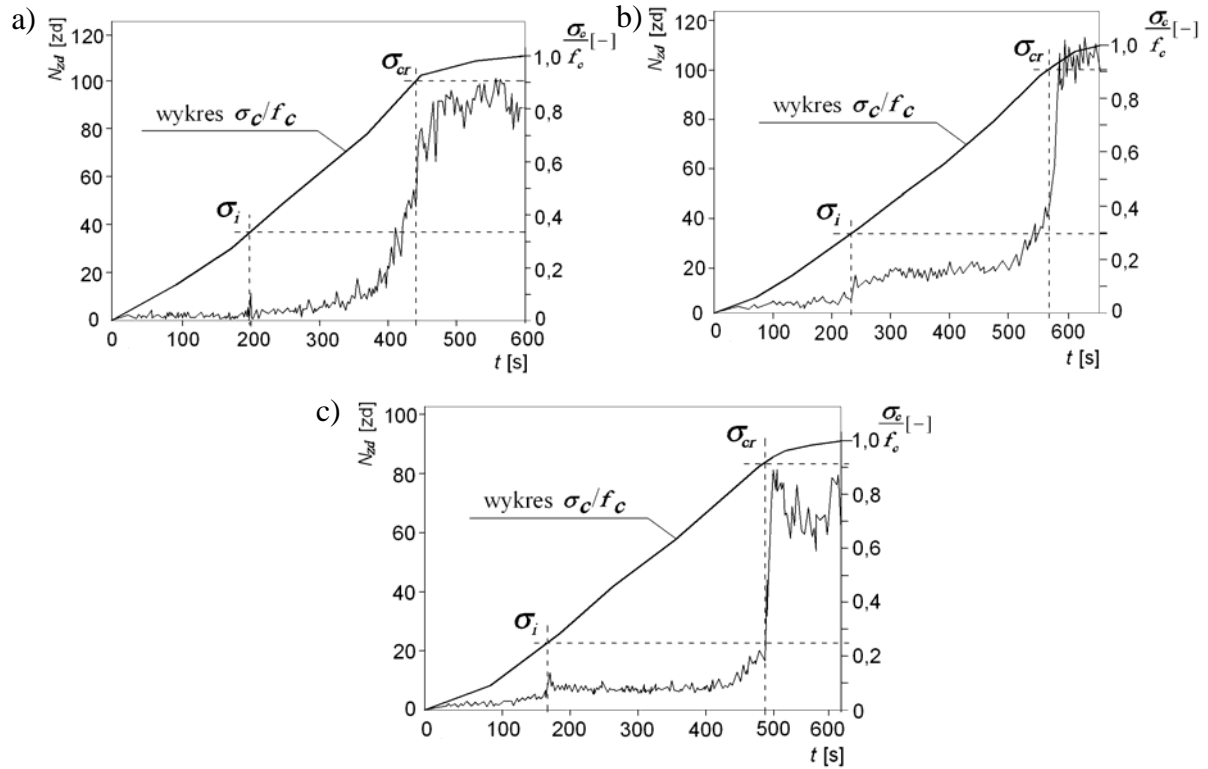 a)
N_zd [zd]
120
100
80
60
40
20
0
σ_c/f_c [−]
1,0
0,8
0,6
0,4
0,2
0
σ_cr
wykres σ_c/f_c
σ_i
0 100 200 300 400 500 600
t [s]
b)
N_zd [zd]
120
100
80
60
40
20
0
σ_c/f_c [−]
1,0
0,8
0,6
0,4
0,2
0
σ_cr
wykres σ_c/f_c
σ_i
0 100 200 300 400 500 600
t [s]
c)
N_zd [zd]
100
80
60
40
20
0
σ_c/f_c [−]
1,0
0,8
0,6
0,4
0,2
0
σ_cr
wykres σ_c/f_c
σ_i
0 100 200 300 400 500 600
t [s]